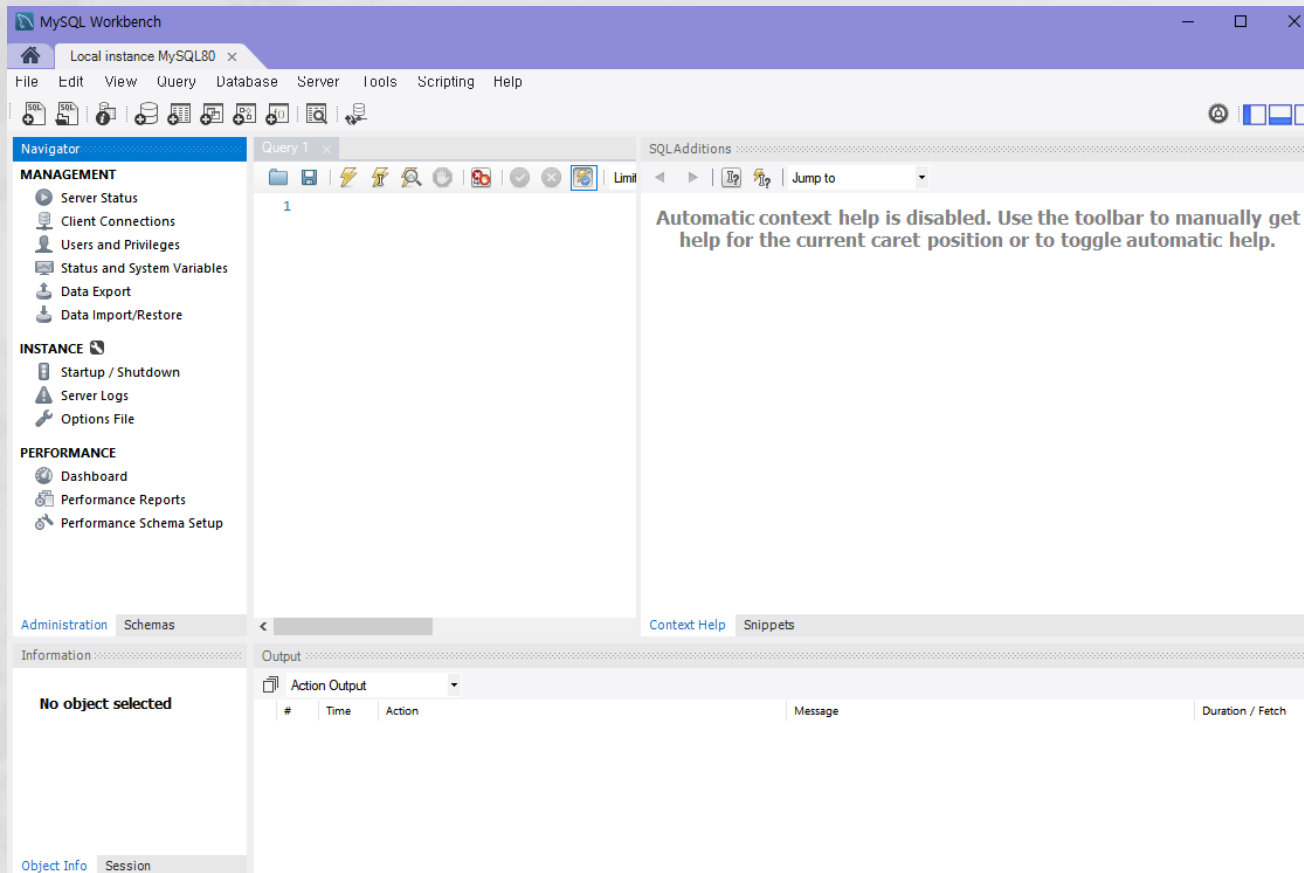 MySQL Workbench
Local instance MySQL80
File Edit View Query Database Server Tools Scripting Help
Navigator
MANAGEMENT
Server Status
Client Connections
Users and Privileges
Status and System Variables
Data Export
Data Import/Restore
INSTANCE
Startup / Shutdown
Server Logs
Options File
PERFORMANCE
Dashboard
Performance Reports
Performance Schema Setup
Administration Schemas
Query 1
Limit
1
SQLAdditions
Jump to
Automatic context help is disabled. Use the toolbar to manually get
help for the current caret position or to toggle automatic help.
Context Help Snippets
Information
No object selected
Object Info Session
Output
Action Output
# Time Action Message Duration / Fetch